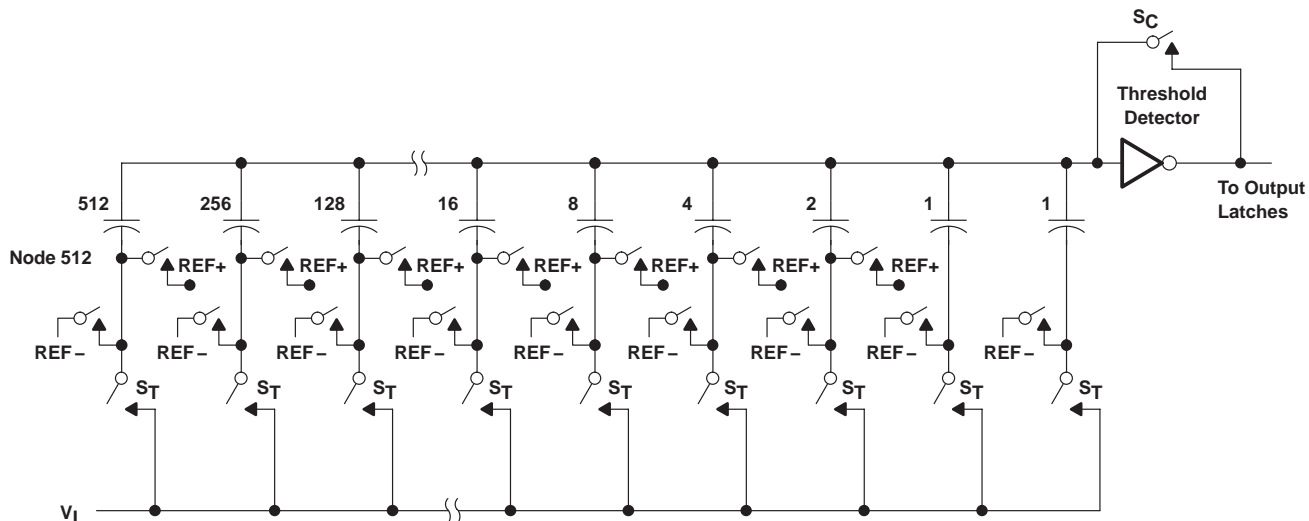 SC
Threshold
Detector
To Output
Latches
512 256 128 16 8 4 2 1 1
Node 512
REF+ REF+ REF+ REF+ REF+ REF+ REF+
REF− REF− REF− REF− REF− REF− REF− REF− REF−
ST ST ST ST ST ST ST ST ST
VI